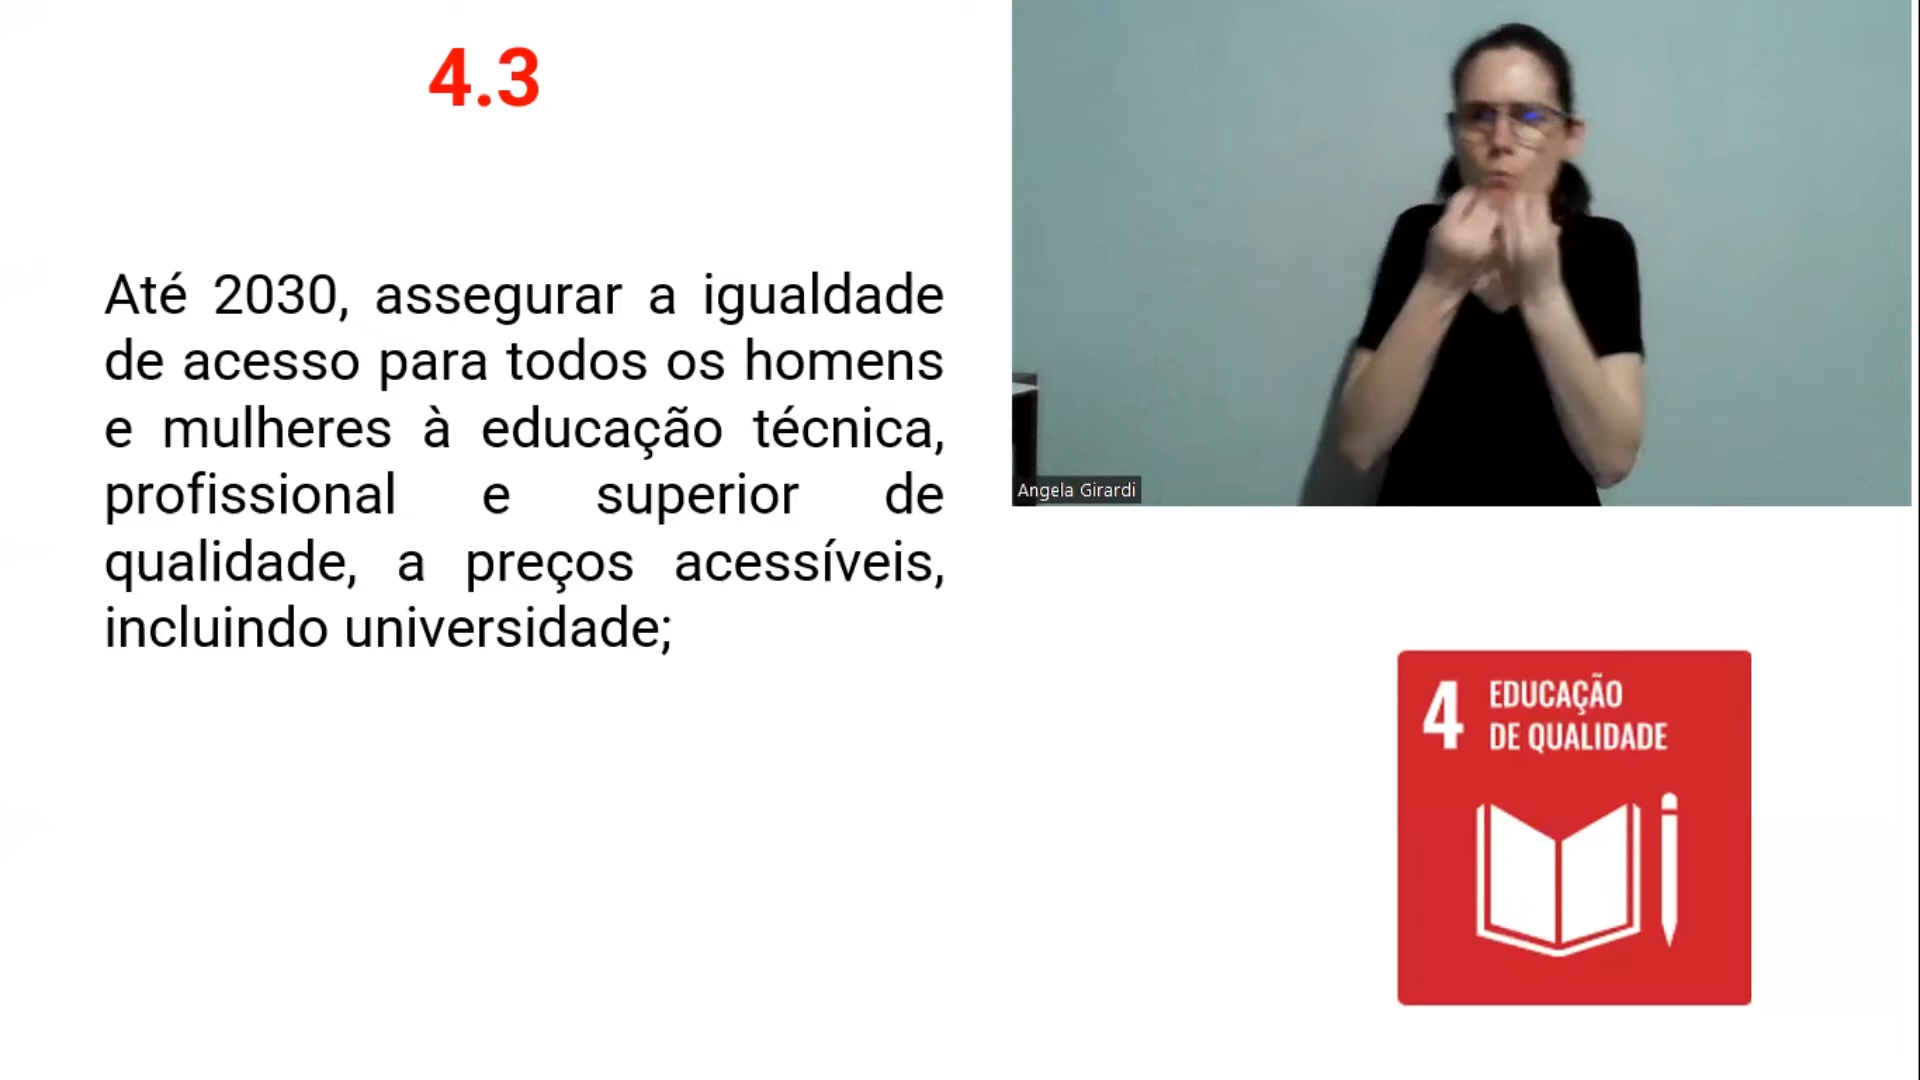 4.3
Até 2030, assegurar a igualdade
de acesso para todos os homens
e mulheres à educação técnica,
profissional e superior de
qualidade, a preços acessíveis,
incluindo universidade;
Angela Girardi
4 EDUCAÇÃO
DE QUALIDADE